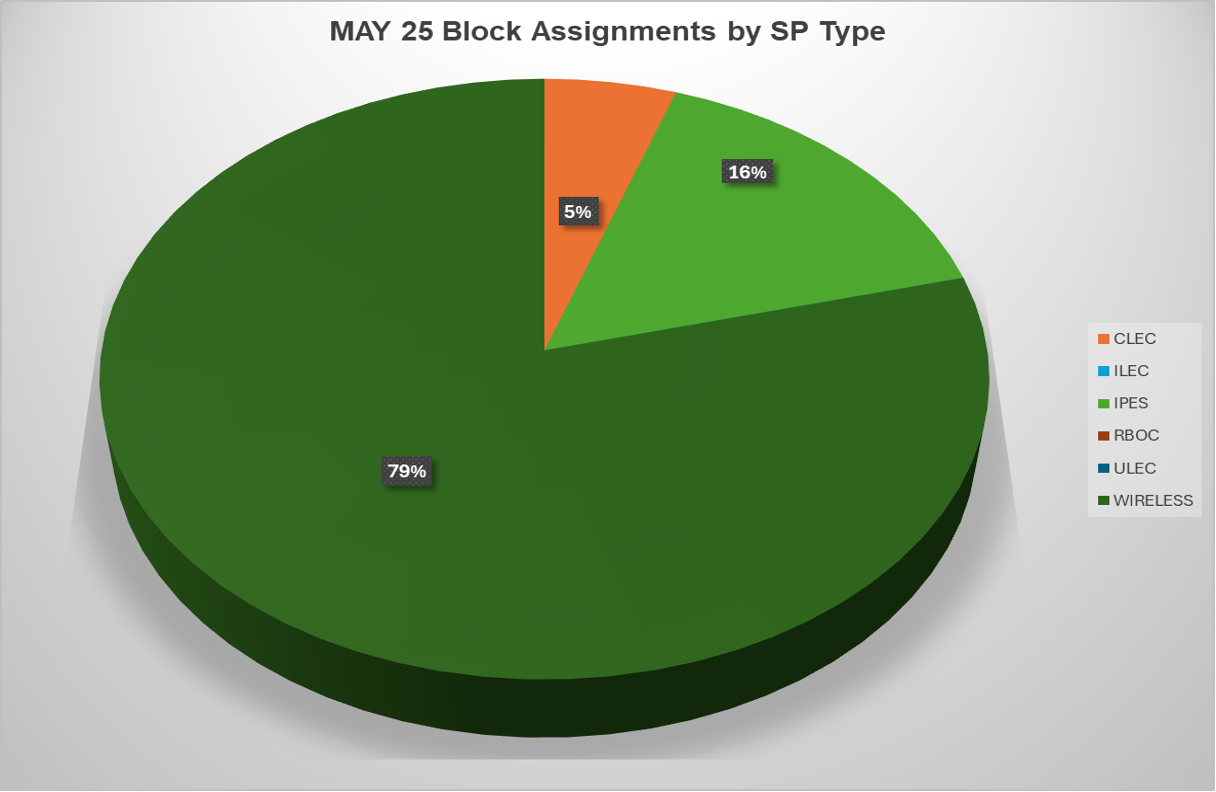 MAY 25 Block Assignments by SP Type
16%
5%
79%
CLEC
ILEC
IPES
RBOC
ULEC
WIRELESS